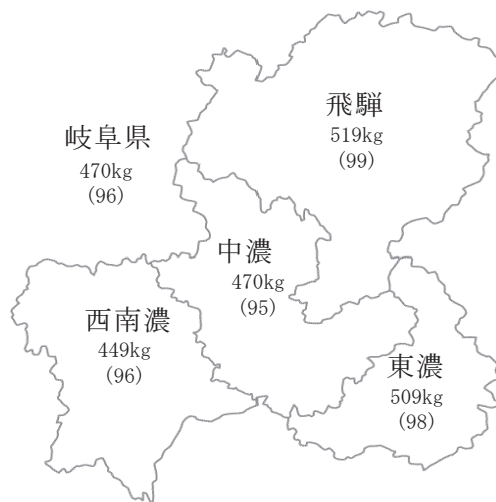 飛騨
519kg
(99)
岐阜県
470kg
(96)
中濃
470kg
(95)
西南濃
449kg
(96)
東濃
509kg
(98)